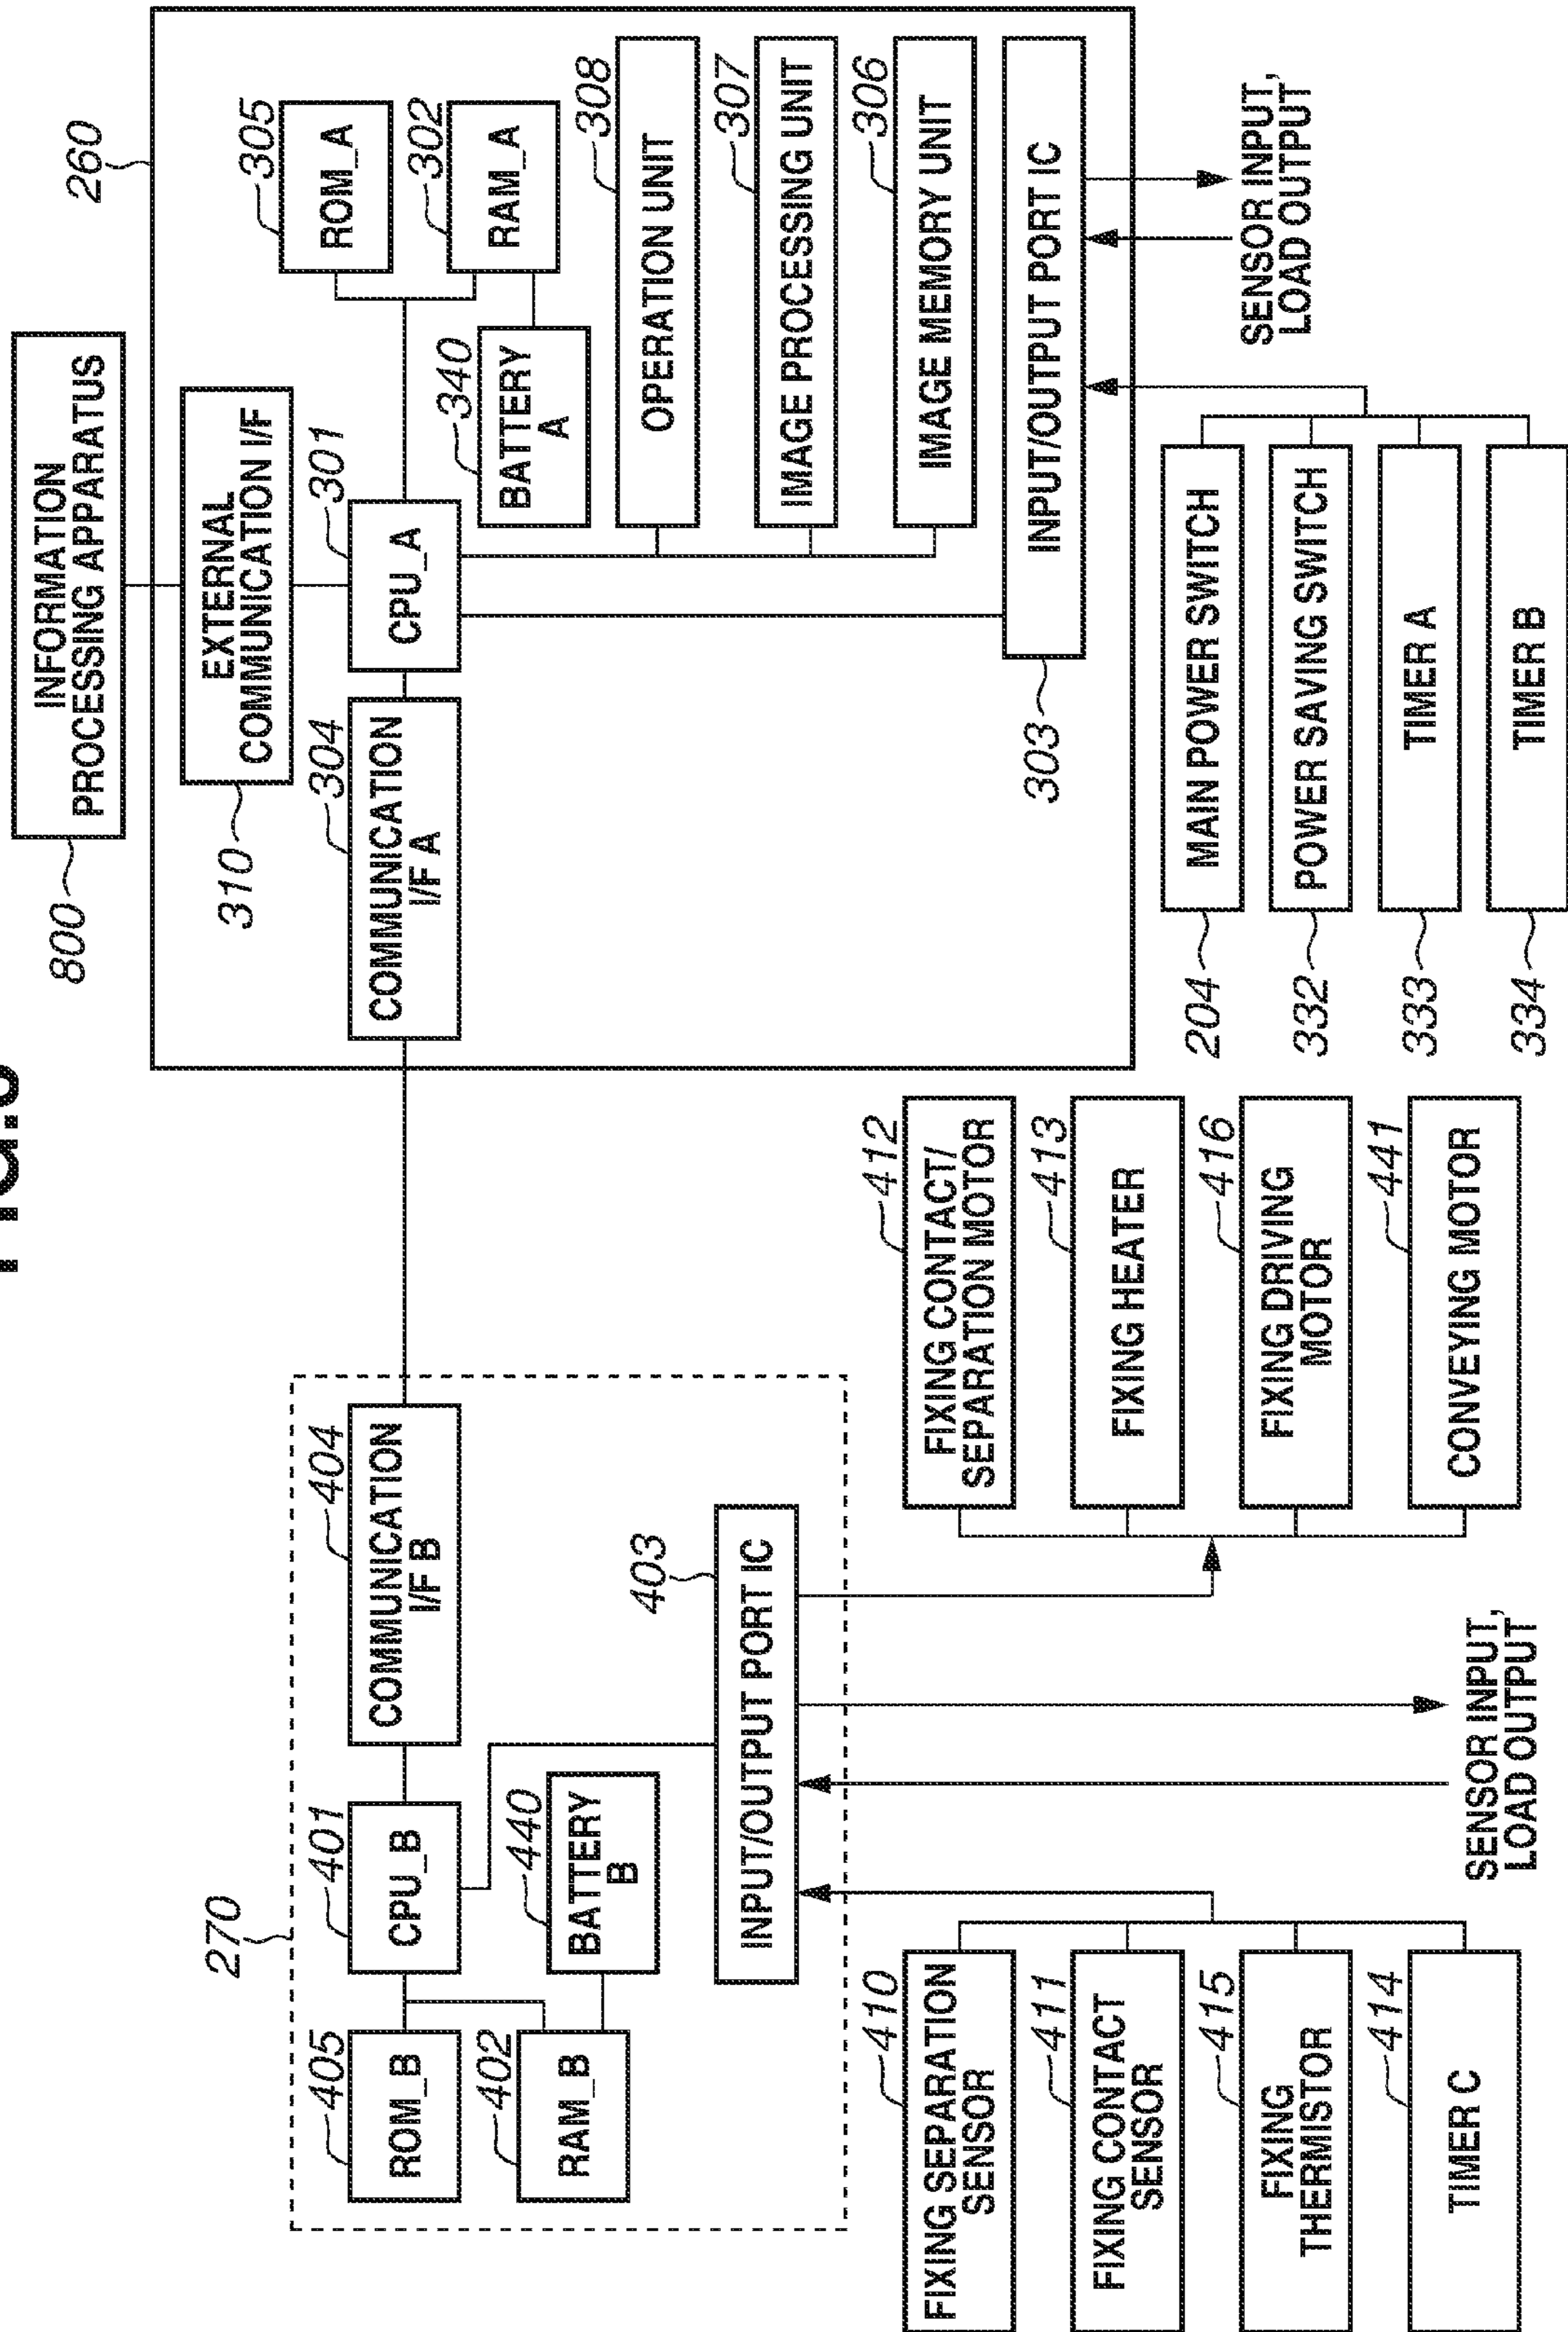 800
INFORMATION
PROCESSING APPARATUS
260
310
EXTERNAL
COMMUNICATION I/F
270
405
ROM_B
401
CPU_B
404
COMMUNICATION
I/F B
304
COMMUNICATION
I/F A
301
CPU_A
305
ROM_A
402
RAM_B
440
BATTERY
B
340
BATTERY
A
302
RAM_A
308
OPERATION UNIT
307
IMAGE PROCESSING UNIT
306
IMAGE MEMORY UNIT
403
INPUT/OUTPUT PORT IC
303
INPUT/OUTPUT PORT IC
410
FIXING SEPARATION
SENSOR
411
FIXING CONTACT
SENSOR
415
FIXING
THERMISTOR
414
TIMER C
SENSOR INPUT,
LOAD OUTPUT
412
FIXING CONTACT/
SEPARATION MOTOR
413
FIXING HEATER
416
FIXING DRIVING
MOTOR
441
CONVEYING MOTOR
204
MAIN POWER SWITCH
332
POWER SAVING SWITCH
333
TIMER A
334
TIMER B
SENSOR INPUT,
LOAD OUTPUT